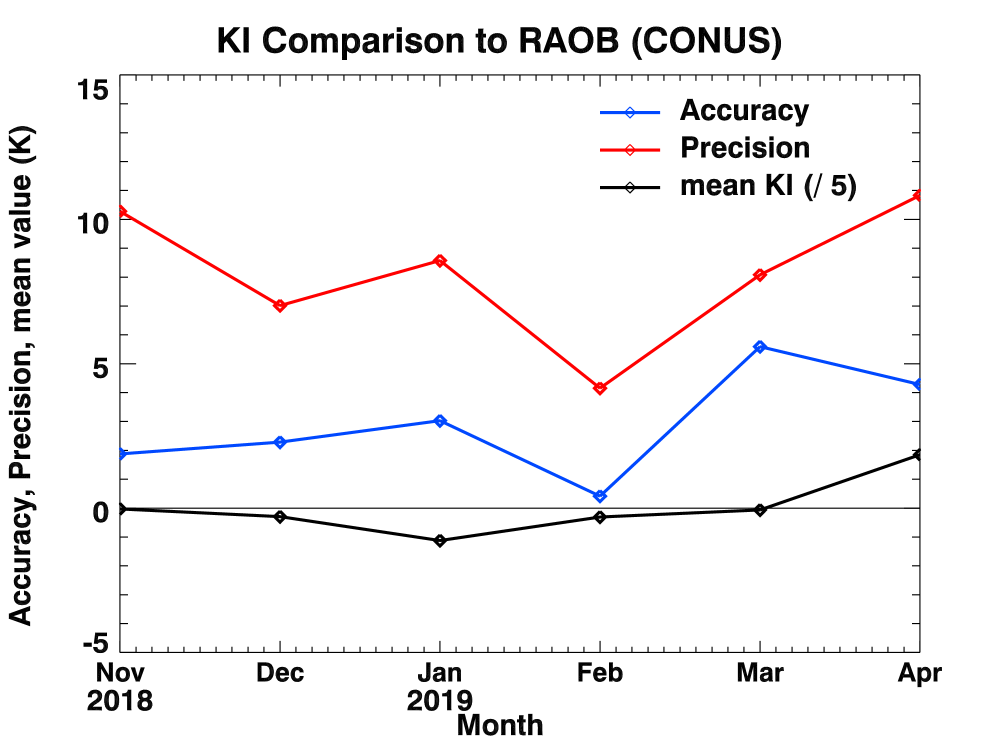 KI Comparison to RAOB (CONUS)
Accuracy, Precision, mean value (K)
15
10
5
0
-5
Accuracy
Precision
mean KI (/ 5)
Nov Dec Jan Feb Mar Apr
2018 2019
Month